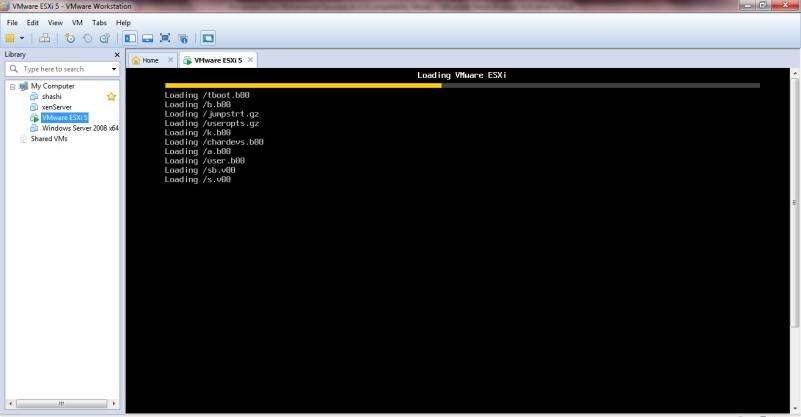 VMware ESXi 5 - VMware Workstation
File Edit View VM Tabs Help
Library
Type here to search
My Computer
shashi
xenServer
VMware ESXi 5
Windows Server 2008 x64
Shared VMs
Home
VMware ESXi 5
Loading VMware ESXi
Loading /tboot.b00
Loading /b.b00
Loading /jumpstrt.gz
Loading /useropts.gz
Loading /k.b00
Loading /chardevs.b00
Loading /a.b00
Loading /user.b00
Loading /sb.v00
Loading /s.v00